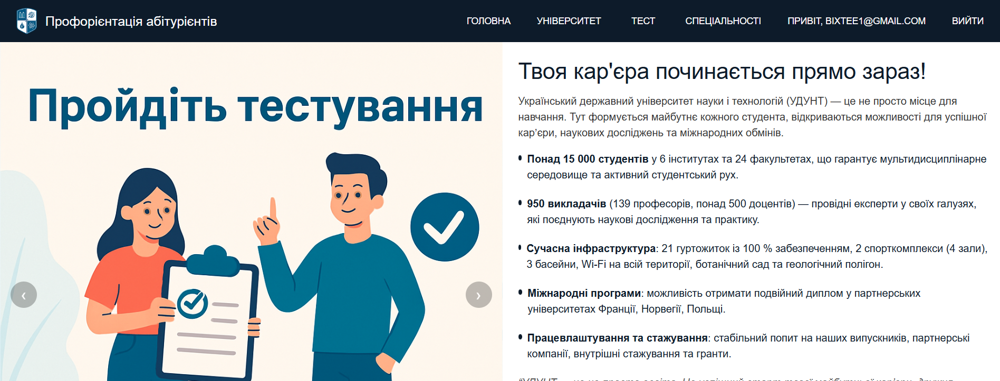 Профорієнтація абітурієнтів
ГОЛОВНА УНІВЕРСИТЕТ ТЕСТ СПЕЦІАЛЬНОСТІ ПРИВІТ, BIXTEE1@GMAIL.COM ВИЙТИ
Пройдіть тестування
Твоя кар'єра починається прямо зараз!
Український державний університет науки і технологій (УДУНТ) — це не просто місце для
навчання. Тут формується майбутнє кожного студента, відкриваються можливості для успішної
кар’єри, наукових досліджень та міжнародних обмінів.
Понад 15 000 студентів у 6 інститутах та 24 факультетах, що гарантує мультидисциплінарне
середовище та активний студентський рух.
950 викладачів (139 професорів, понад 500 доцентів) — провідні експерти у своїх галузях,
які поєднують наукові дослідження та практику.
Сучасна інфраструктура: 21 гуртожиток із 100 % забезпеченням, 2 спорткомплекси (4 зали),
3 басейни, Wi-Fi на всій території, ботанічний сад та геологічний полігон.
Міжнародні програми: можливість отримати подвійний диплом у партнерських
університетах Франції, Норвегії, Польщі.
Працевлаштування та стажування: стабільний попит на наших випускників, партнерські
компанії, внутрішні стажування та гранти.